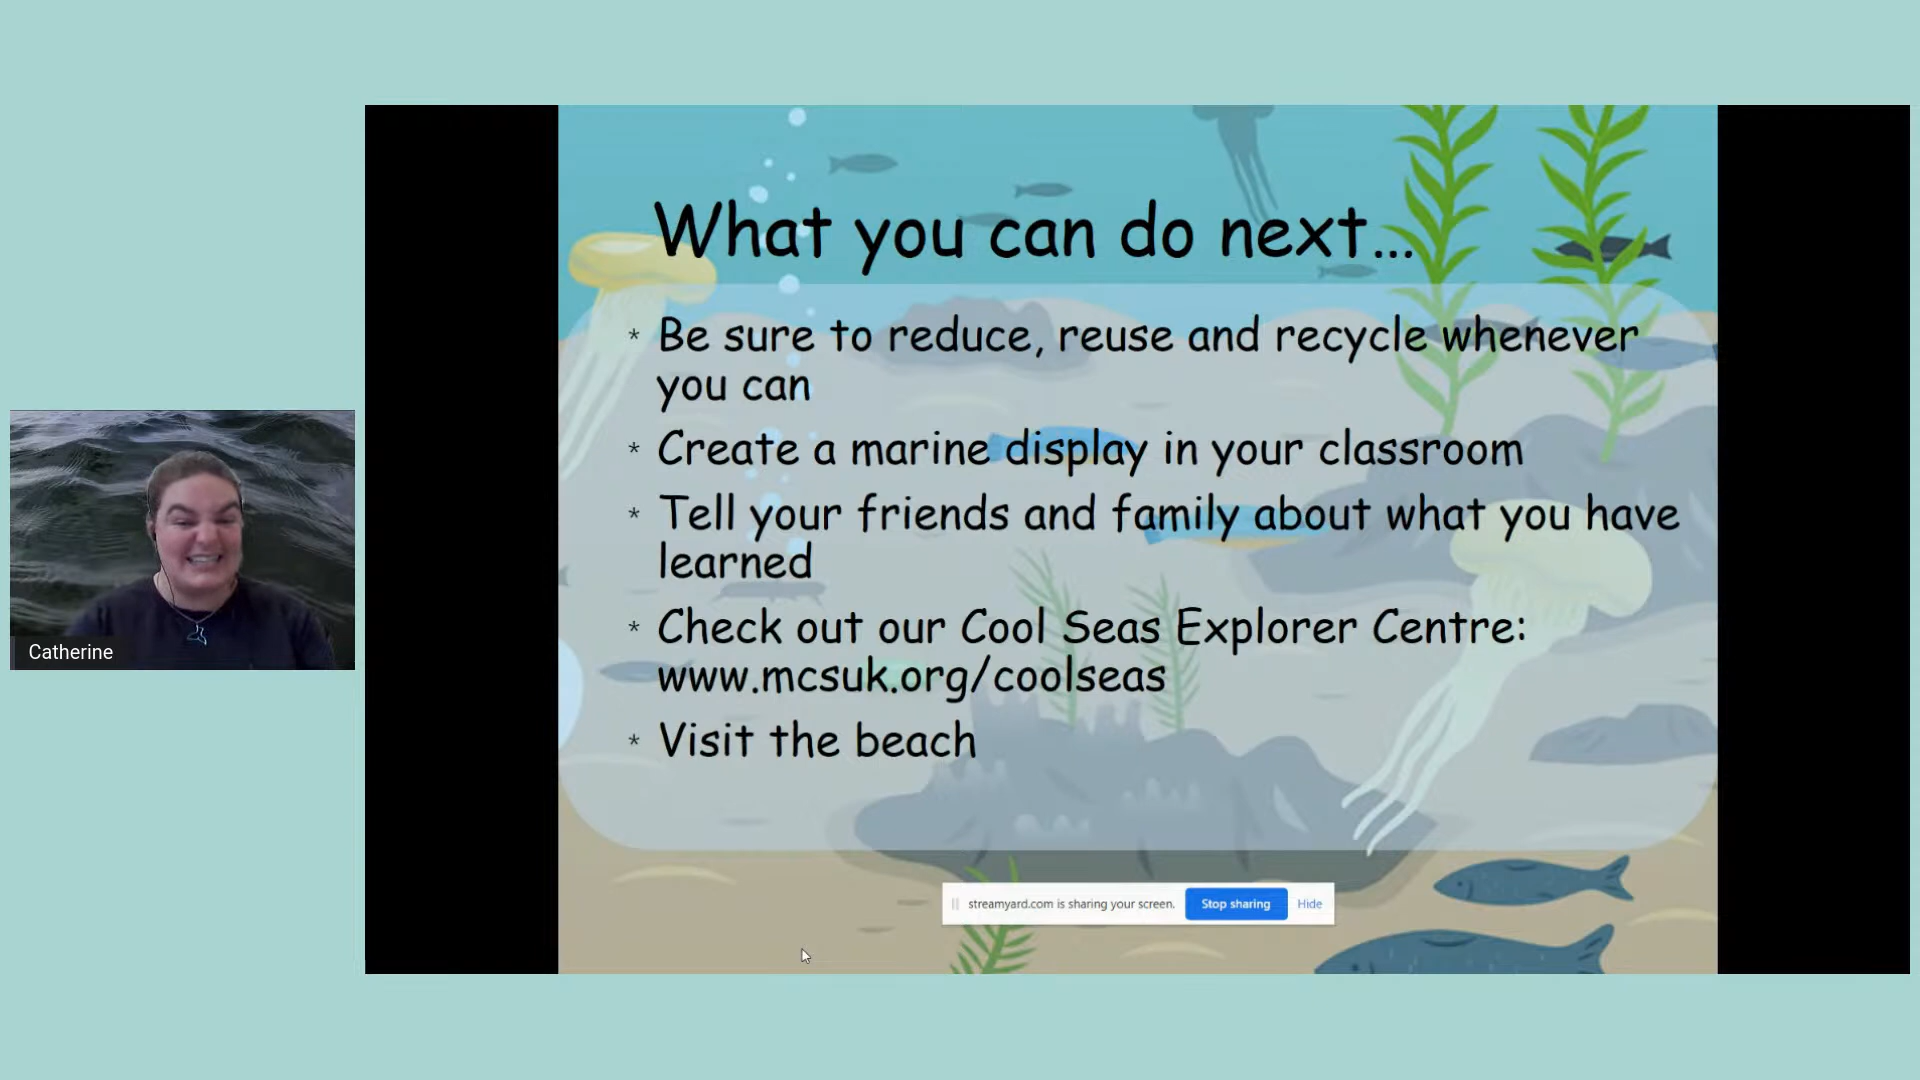 What you can do next...
* Be sure to reduce, reuse and recycle whenever
you can
* Create a marine display in your classroom
* Tell your friends and family about what you have
learned
* Check out our Cool Seas Explorer Centre:
www.mcsuk.org/coolseas
* Visit the beach
Catherine
streamyard.com is sharing your screen. Stop sharing Hide